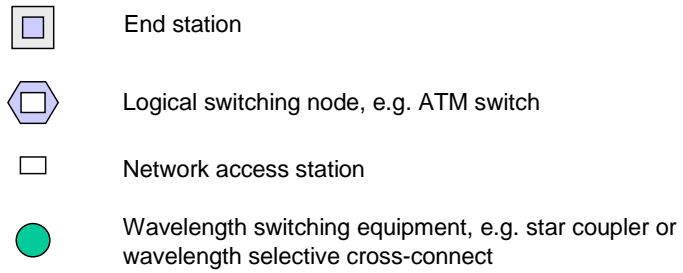 End station
Logical switching node, e.g. ATM switch
Network access station
Wavelength switching equipment, e.g. star coupler or
wavelength selective cross-connect